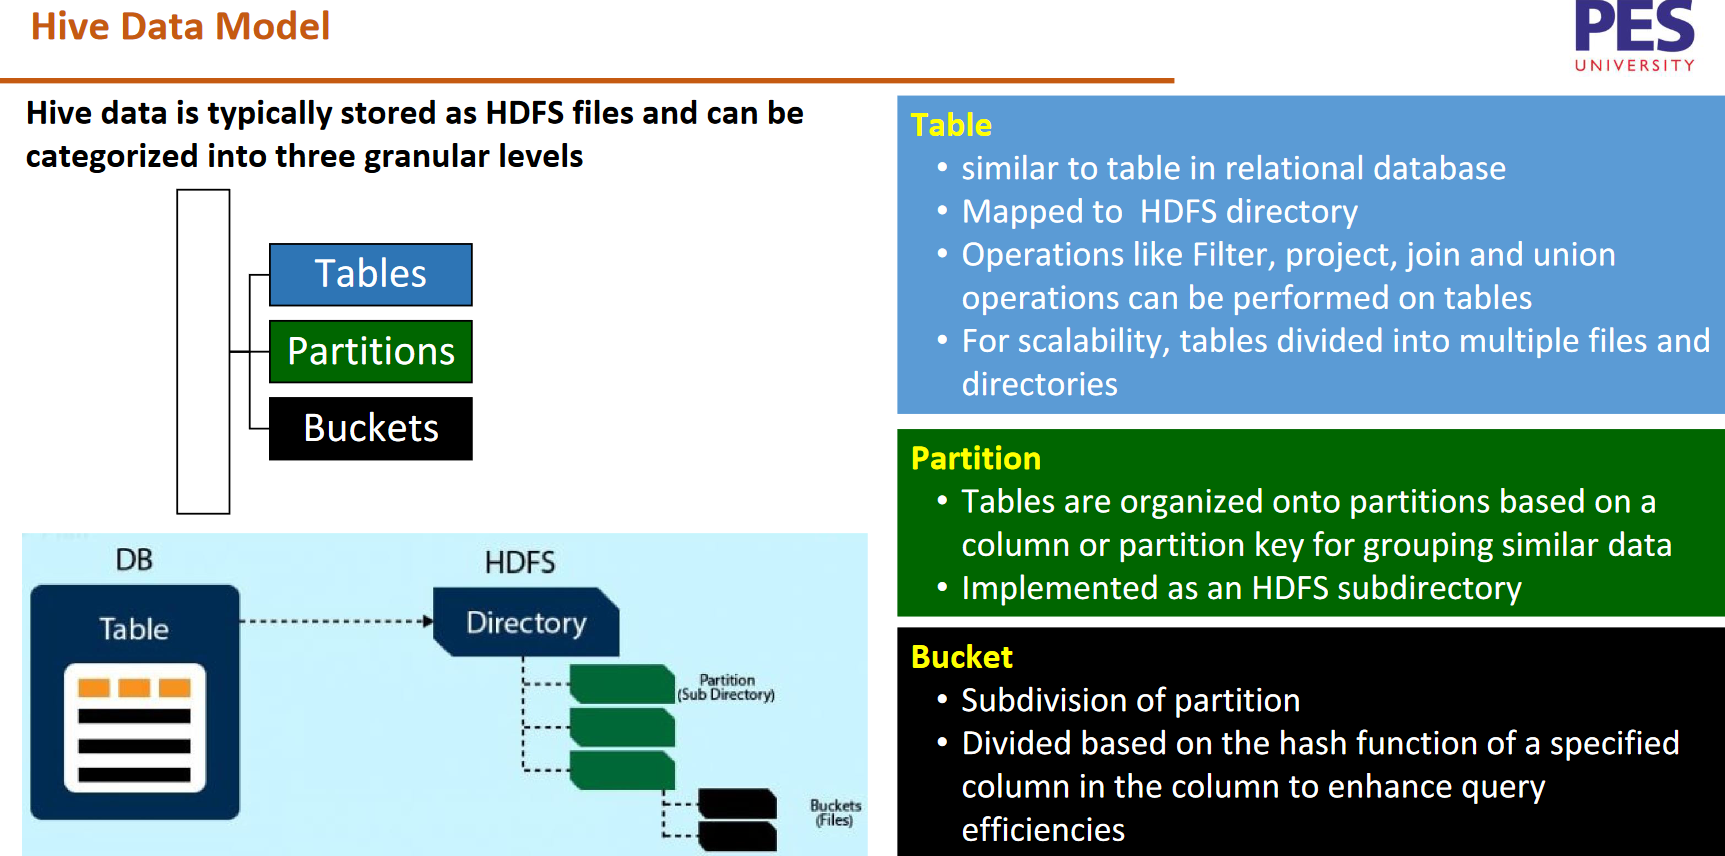 Hive Data Model
PES
UNIVERSITY
Hive data is typically stored as HDFS files and can be
categorized into three granular levels
Tables
Partitions
Buckets
DB
Table
HDFS
Directory
Partition
(Sub Directory)
Buckets
(Files)
Table
• similar to table in relational database
• Mapped to HDFS directory
• Operations like Filter, project, join and union
operations can be performed on tables
• For scalability, tables divided into multiple files and
directories
Partition
• Tables are organized onto partitions based on a
column or partition key for grouping similar data
• Implemented as an HDFS subdirectory
Bucket
• Subdivision of partition
• Divided based on the hash function of a specified
column in the column to enhance query
efficiencies